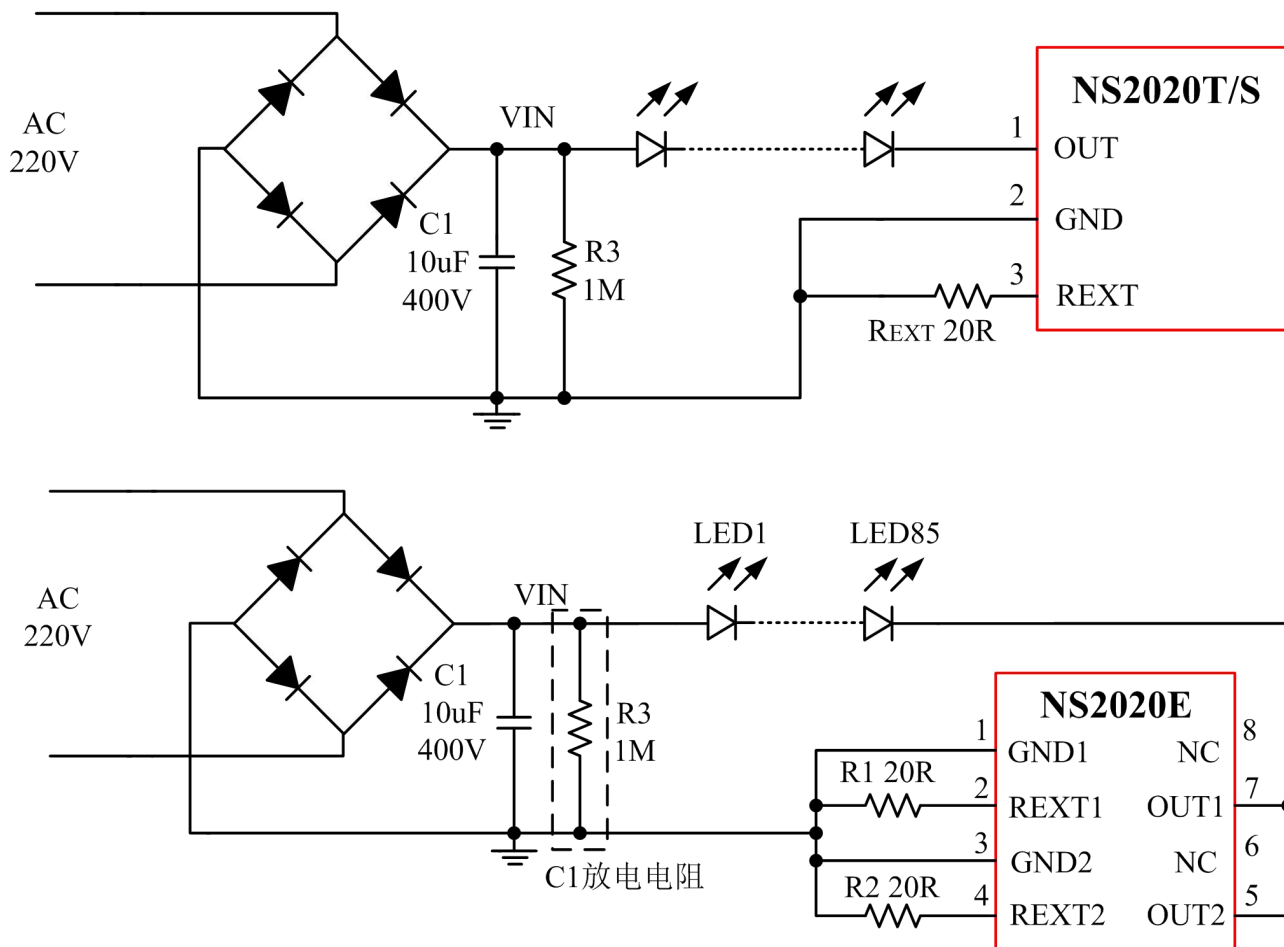 AC
220V
VIN
C1
10uF
400V
R3
1M
NS2020T/S
1
OUT
2
GND
3
REXT
REXT 20R
AC
220V
VIN
C1
10uF
400V
R3
1M
C1放电电阻
LED1
LED85
NS2020E
1
GND1
NC
8
R1 20R
2
REXT1
OUT1
7
3
GND2
NC
6
R2 20R
4
REXT2
OUT2
5